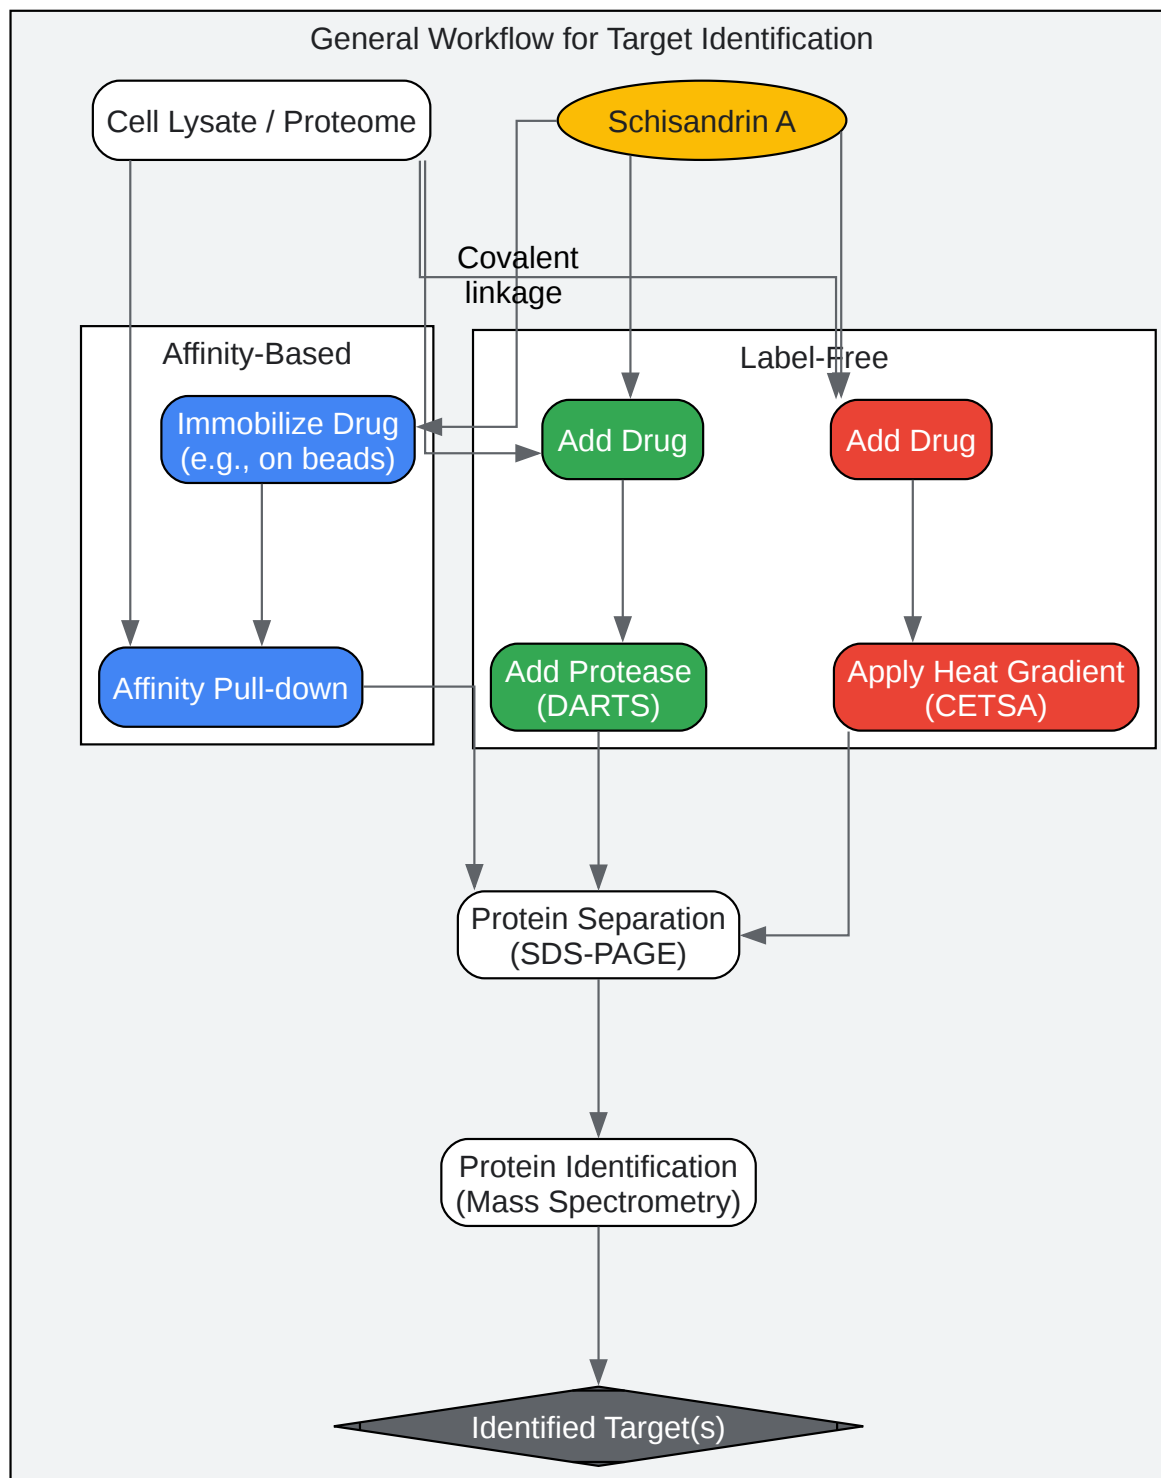 General Workflow for Target Identification
Cell Lysate / Proteome
Schisandrin A
Covalent
linkage
Affinity-Based
Label-Free
Immobilize Drug
(e.g., on beads)
Add Drug
Add Drug
Affinity Pull-down
Add Protease
(DARTS)
Apply Heat Gradient
(CETSA)
Protein Separation
(SDS-PAGE)
Protein Identification
(Mass Spectrometry)
Identified Target(s)